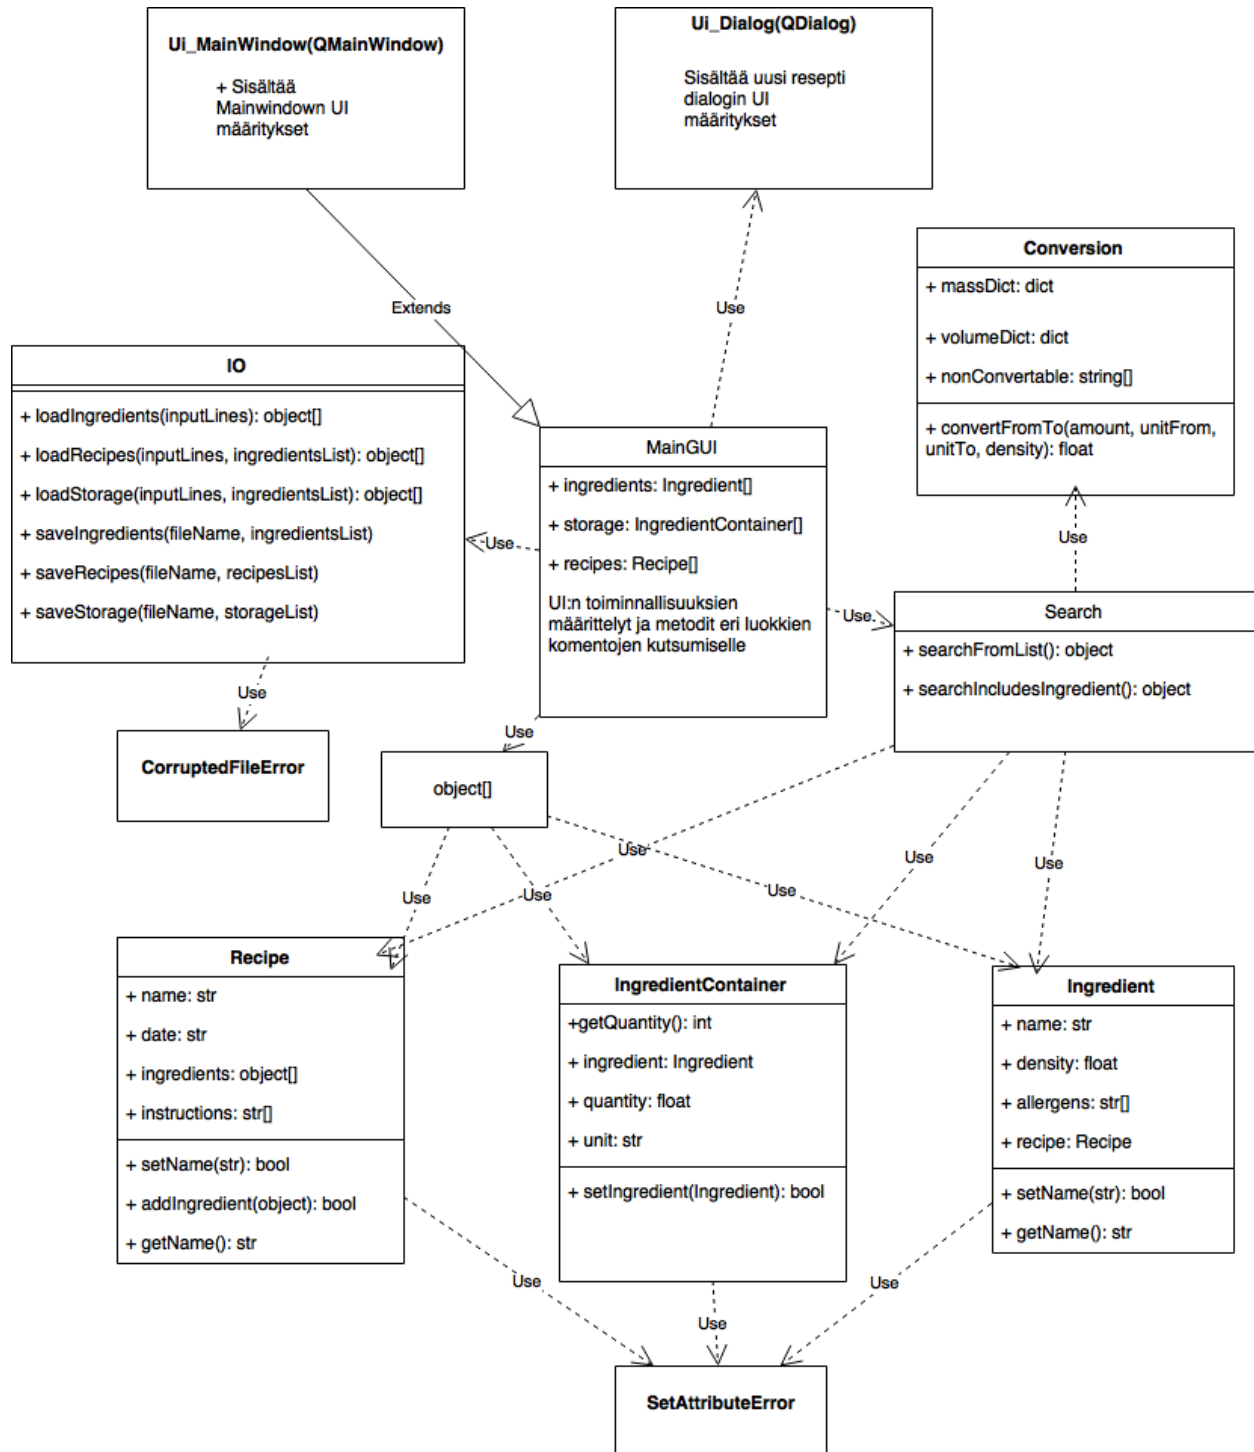 Ui_MainWindow(QMainWindow)
+ Sisältää
Mainwindown UI
määritykset
Ui_Dialog(QDialog)
Sisältää uusi resepti
dialogin UI
määritykset
Extends
Use
Conversion
+ massDict: dict
+ volumeDict: dict
+ nonConvertable: string[]
+ convertFromTo(amount, unitFrom,
unitTo, density): float
IO
+ loadIngredients(inputLines): object[]
+ loadRecipes(inputLines, ingredientsList): object[]
+ loadStorage(inputLines, ingredientsList): object[]
+ saveIngredients(fileName, ingredientsList)
+ saveRecipes(fileName, recipesList)
+ saveStorage(fileName, storageList)
Use
MainGUI
+ ingredients: Ingredient[]
+ storage: IngredientContainer[]
+ recipes: Recipe[]
UI:n toiminnallisuuksien
määrittelyt ja metodit eri luokkien
komentojen kutsumiselle
Use
Use
Search
+ searchFromList(): object
+ searchIncludesIngredient(): object
Use
CorruptedFileError
Use
object[]
Use
Use
Use
Use
Use
Use
Recipe
+ name: str
+ date: str
+ ingredients: object[]
+ instructions: str[]
+ setName(str): bool
+ addIngredient(object): bool
+ getName(): str
IngredientContainer
+getQuantity(): int
+ ingredient: Ingredient
+ quantity: float
+ unit: str
+ setIngredient(Ingredient): bool
Ingredient
+ name: str
+ density: float
+ allergens: str[]
+ recipe: Recipe
+ setName(str): bool
+ getName(): str
Use
Use
Use
SetAttributeError